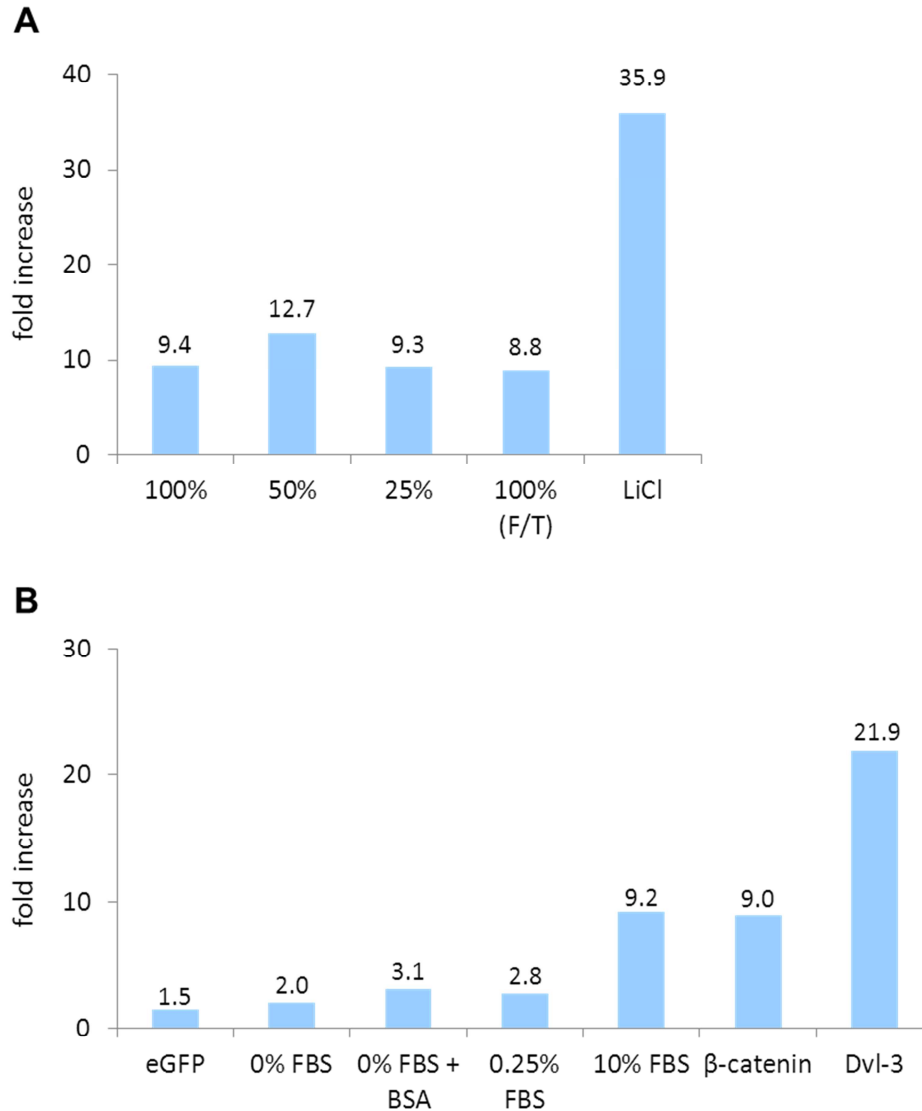 A
fold increase
40
30
20
10
0
9.4
12.7
9.3
8.8
35.9
100%
50%
25%
100%
(F/T)
LiCl
B
fold increase
30
20
10
0
1.5
2.0
3.1
2.8
9.2
9.0
21.9
eGFP
0% FBS
0% FBS +
BSA
0.25%
FBS
10% FBS
β-catenin
Dvl-3